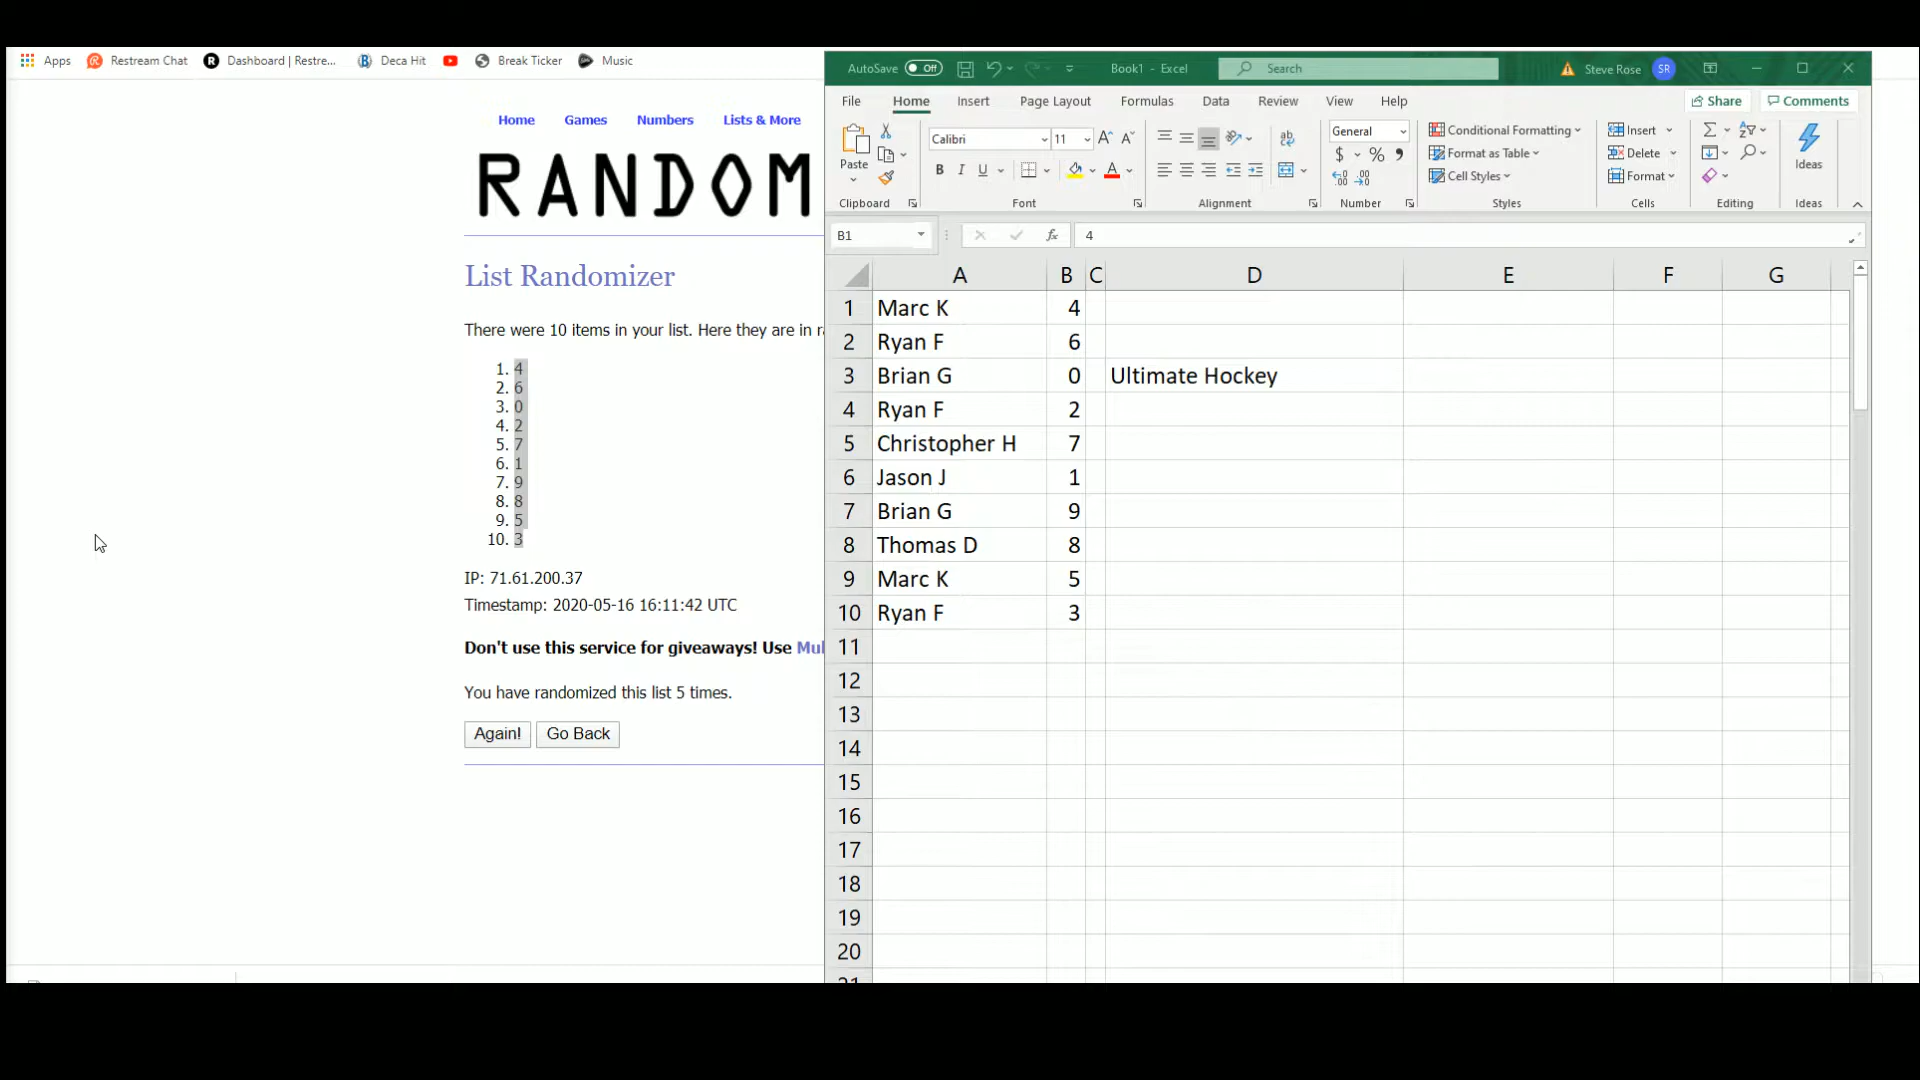 Apps Restream Chat Dashboard | Restre... Deca Hit Break Ticker Music
Home Games Numbers Lists & More
RANDOM
List Randomizer
There were 10 items in your list. Here they are in r
1. 4
2. 6
3. 0
4. 2
5. 7
6. 1
7. 9
8. 8
9. 5
10. 3
IP: 71.61.200.37
Timestamp: 2020-05-16 16:11:42 UTC
Don't use this service for giveaways! Use Mul
You have randomized this list 5 times.
Again! Go Back
AutoSave Off Book1 - Excel Search Steve Rose SR
File Home Insert Page Layout Formulas Data Review View Help Share Comments
Paste Calibri 11 General Conditional Formatting Insert
Format as Table Delete Ideas
B I U Cell Styles Format
Clipboard Font Alignment Number Styles Cells Editing Ideas
B1 fx 4
A B C D E F G
1 Marc K 4
2 Ryan F 6
3 Brian G 0 Ultimate Hockey
4 Ryan F 2
5 Christopher H 7
6 Jason J 1
7 Brian G 9
8 Thomas D 8
9 Marc K 5
10 Ryan F 3
11
12
13
14
15
16
17
18
19
20